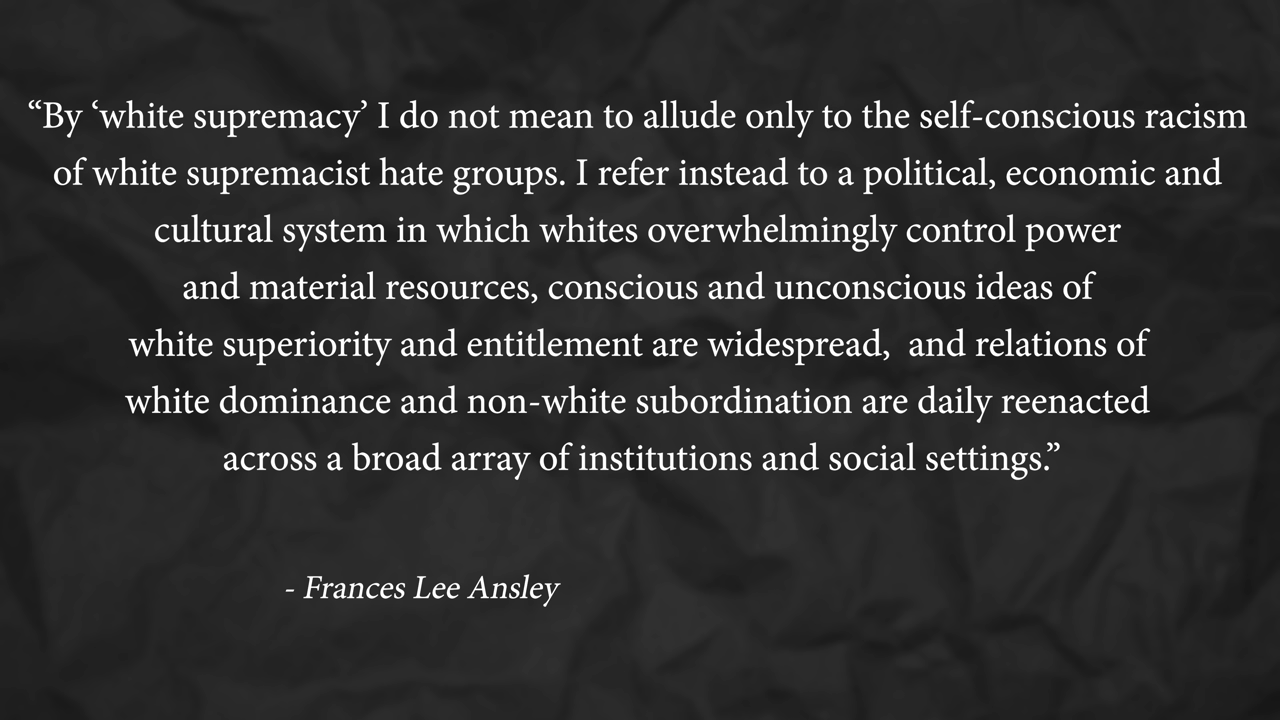 “By ‘white supremacy’ I do not mean to allude only to the self-conscious racism
of white supremacist hate groups. I refer instead to a political, economic and
cultural system in which whites overwhelmingly control power
and material resources, conscious and unconscious ideas of
white superiority and entitlement are widespread,  and relations of
white dominance and non-white subordination are daily reenacted
across a broad array of institutions and social settings.”
- Frances Lee Ansley